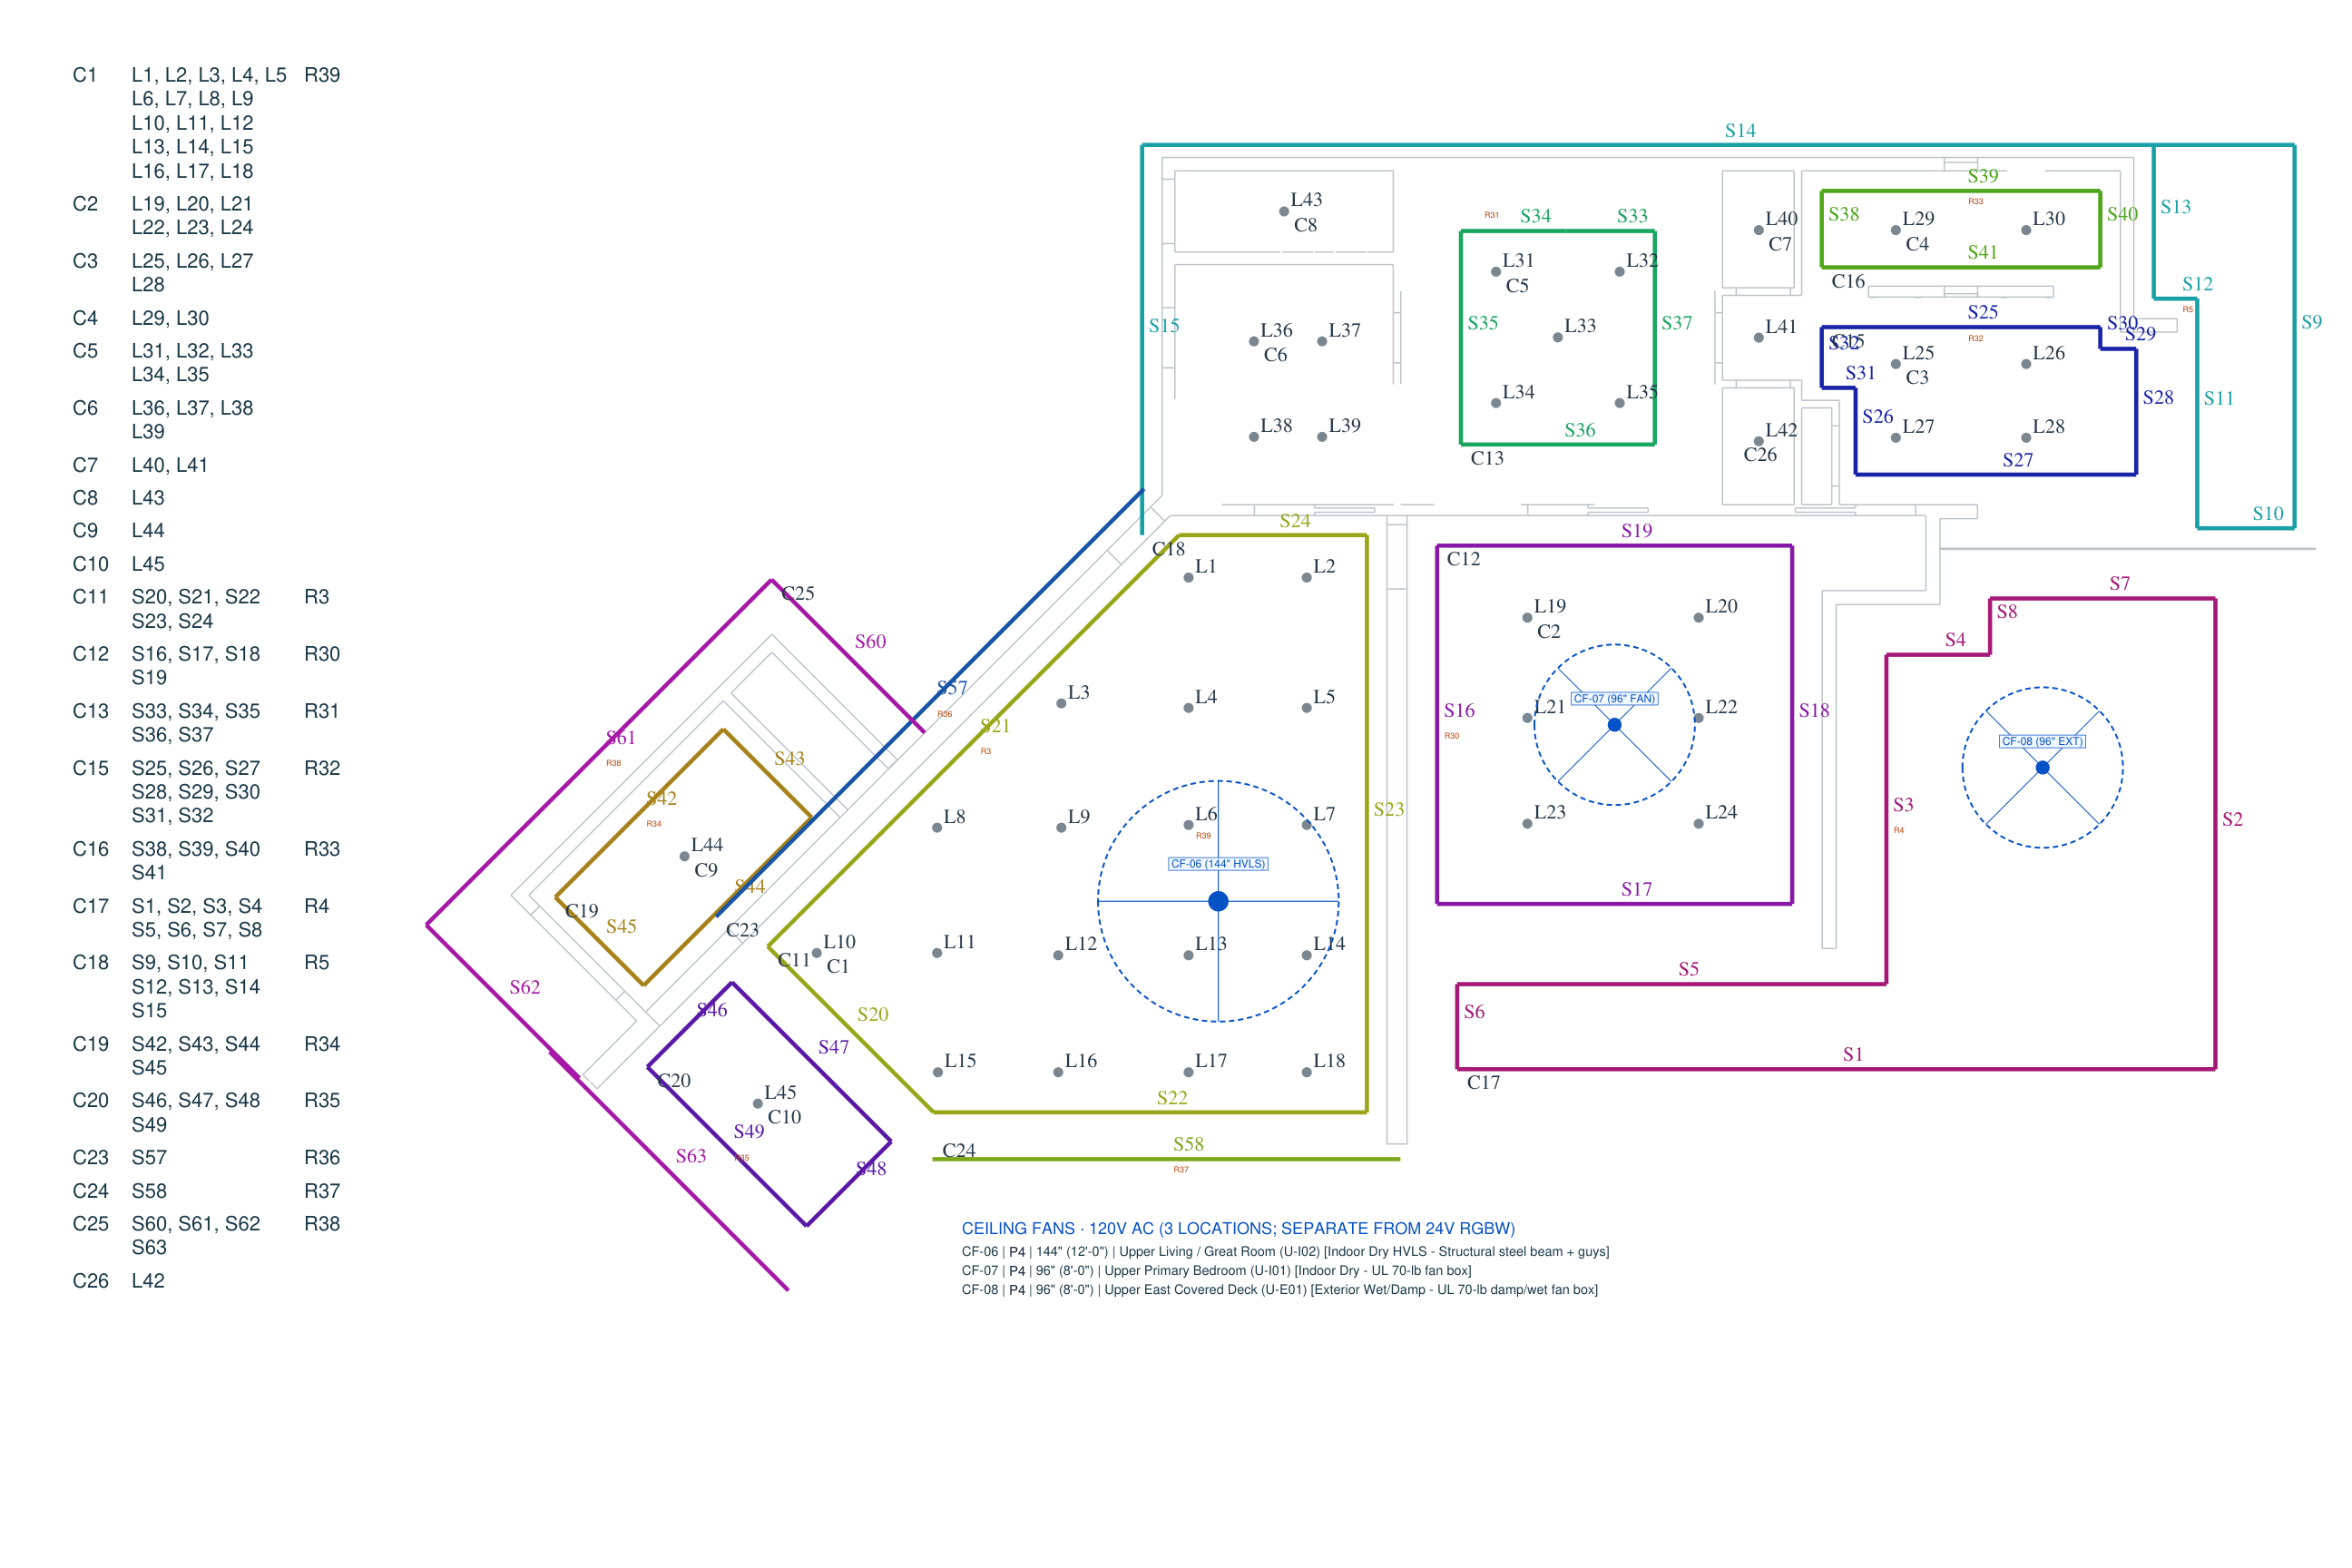 C1 L1, L2, L3, L4, L5 R39
L6, L7, L8, L9
L10, L11, L12
L13, L14, L15
L16, L17, L18
C2 L19, L20, L21
L22, L23, L24
C3 L25, L26, L27
L28
C4 L29, L30
C5 L31, L32, L33
L34, L35
C6 L36, L37, L38
L39
C7 L40, L41
C8 L43
C9 L44
C10 L45
C11 S20, S21, S22 R3
S23, S24
C12 S16, S17, S18 R30
S19
C13 S33, S34, S35 R31
S36, S37
C15 S25, S26, S27 R32
S28, S29, S30
S31, S32
C16 S38, S39, S40 R33
S41
C17 S1, S2, S3, S4 R4
S5, S6, S7, S8
C18 S9, S10, S11 R5
S12, S13, S14
S15
C19 S42, S43, S44 R34
S45
C20 S46, S47, S48 R35
S49
C23 S57 R36
C24 S58 R37
C25 S60, S61, S62 R38
S63
C26 L42
S14
S39
R33
L43
C8
R31
S34
S33
L40
C7
S38
L29
C4
L30
S40
S13
S41
L31
C5
L32
C16
S12
R5
S15
S35
L33
S37
L36
C6
L37
L41
S25
R32
S30
S29
S9
S32
C15
L25
C3
L26
S31
L34
L35
S28
S11
L38
L39
S36
C13
L42
C26
S26
L27
L28
S27
S10
S24
C18
S19
C12
L1
L2
S7
C25
L19
C2
L20
S8
S4
S60
S57
R36
L3
L4
L5
S21
R3
S16
R30
L21
L22
S18
CF-07 (96" FAN)
CF-08 (96" EXT)
S61
R38
S43
S42
R34
L8
L9
L6
R39
L7
S23
L23
L24
S3
R4
S2
L44
C9
CF-06 (144" HVLS)
S44
S17
C19
S45
C23
L10
C1
C11
L11
L12
L13
L14
S5
S62
S46
S20
S6
S47
C20
L15
L16
L17
L18
S1
C17
L45
C10
S22
S49
R35
S63
S48
C24
S58
R37
CEILING FANS · 120V AC (3 LOCATIONS; SEPARATE FROM 24V RGBW)
CF-06 | P4 | 144" (12'-0") | Upper Living / Great Room (U-I02) [Indoor Dry HVLS - Structural steel beam + guys]
CF-07 | P4 | 96" (8'-0") | Upper Primary Bedroom (U-I01) [Indoor Dry - UL 70-lb fan box]
CF-08 | P4 | 96" (8'-0") | Upper East Covered Deck (U-E01) [Exterior Wet/Damp - UL 70-lb damp/wet fan box]